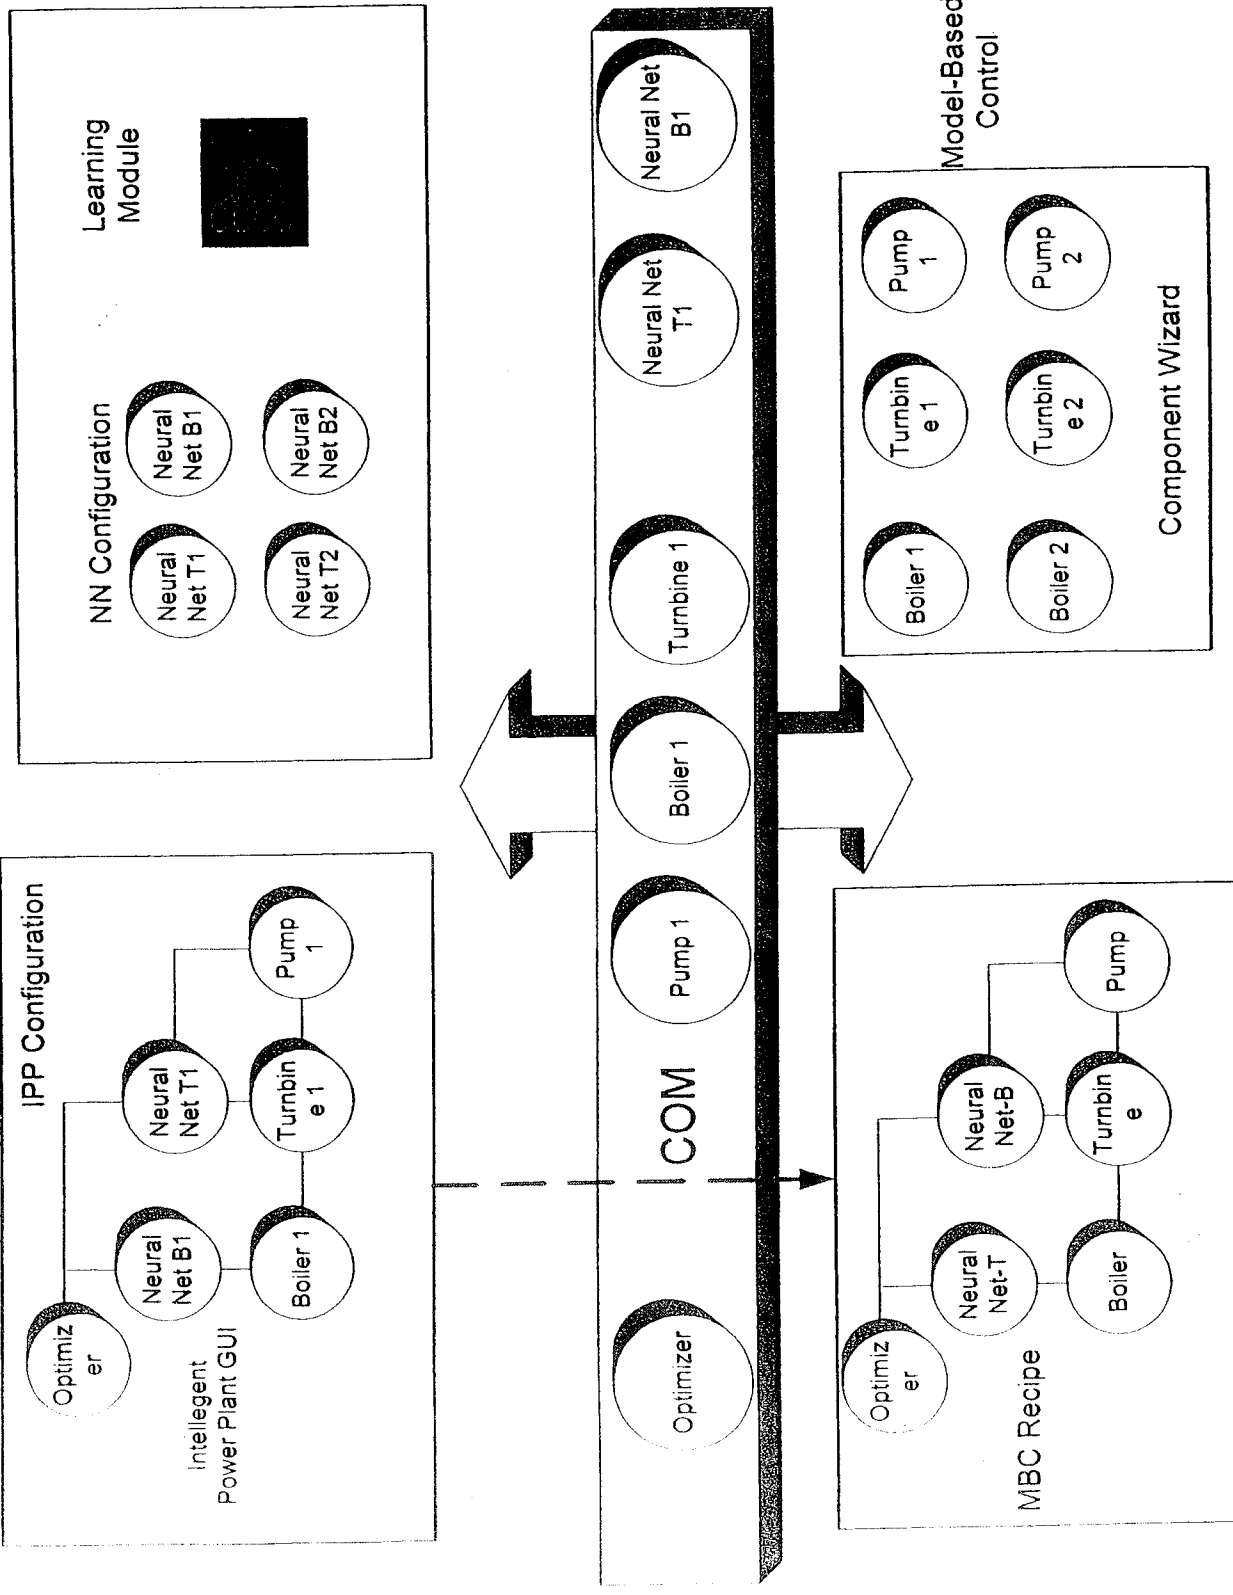 IPP Configuration
Optimiz
er
Neural
Net B1
Neural
Net T1
Boiler 1
Turnbin
e 1
Pump
1
Intellegent
Power Plant GUI
NN Configuration
Neural
Net T1
Neural
Net B1
Neural
Net T2
Neural
Net B2
Learning
Module
Optimizer
COM
Pump 1
Boiler 1
Turnbine 1
Neural Net
T1
Neural Net
B1
Optimiz
er
Neural
Net-T
Neural
Net-B
Boiler
Turnbin
e
Pump
MBC Recipe
Model-Based
Control
Boiler 1
Turnbin
e 1
Pump
1
Boiler 2
Turnbin
e 2
Pump
2
Component Wizard